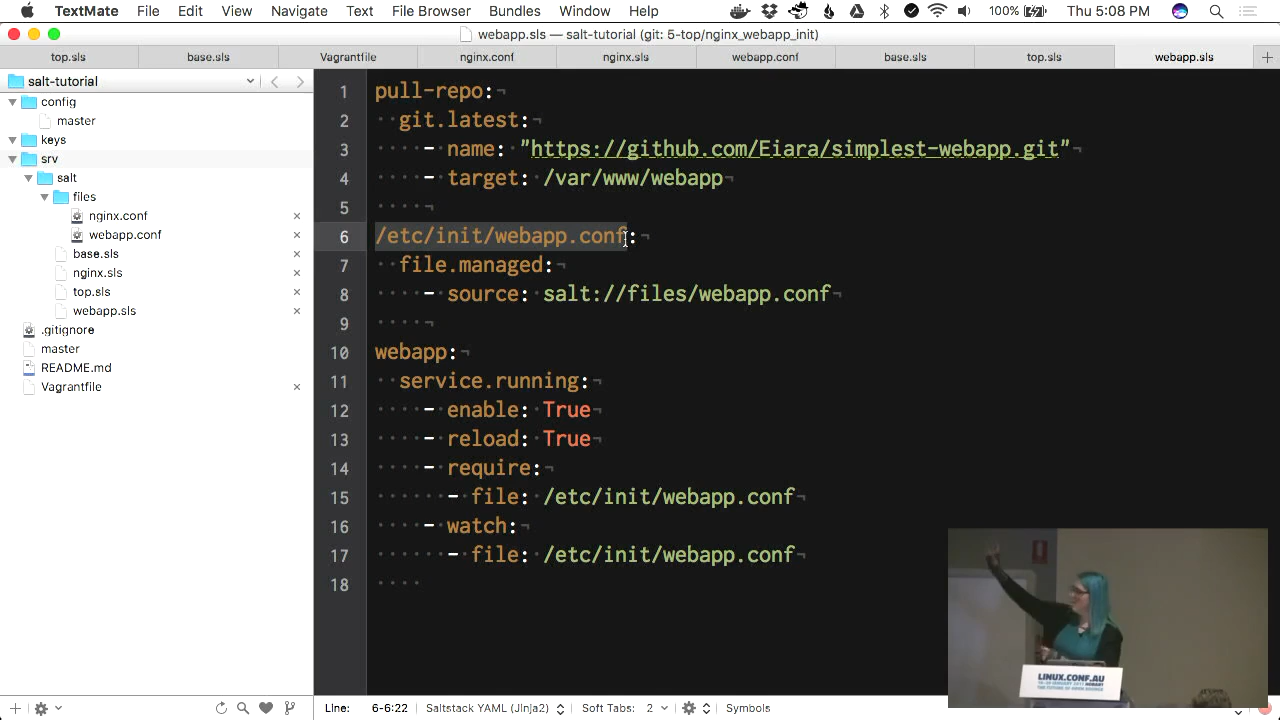 TextMate File Edit View Navigate Text File Browser Bundles Window Help 100% Thu 5:08 PM
webapp.sls — salt-tutorial (git: 5-top/nginx_webapp_init)
top.sls base.sls Vagrantfile nginx.conf nginx.sls webapp.conf base.sls top.sls webapp.sls
salt-tutorial
config
master
keys
srv
salt
files
nginx.conf
webapp.conf
base.sls
nginx.sls
top.sls
webapp.sls
.gitignore
master
README.md
Vagrantfile
1 pull-repo:
2 git.latest:
3 - name: "https://github.com/Eiara/simplest-webapp.git"
4 - target: /var/www/webapp
5
6 /etc/init/webapp.conf:
7 file.managed:
8 - source: salt://files/webapp.conf
9
10 webapp:
11 service.running:
12 - enable: True
13 - reload: True
14 - require:
15 - file: /etc/init/webapp.conf
16 - watch:
17 - file: /etc/init/webapp.conf
18
LINUX.CONF.AU
THE FUTURE OF OPEN SOURCE
Line: 6-6:22 Saltstack YAML (Jinja2) Soft Tabs: 2 Symbols